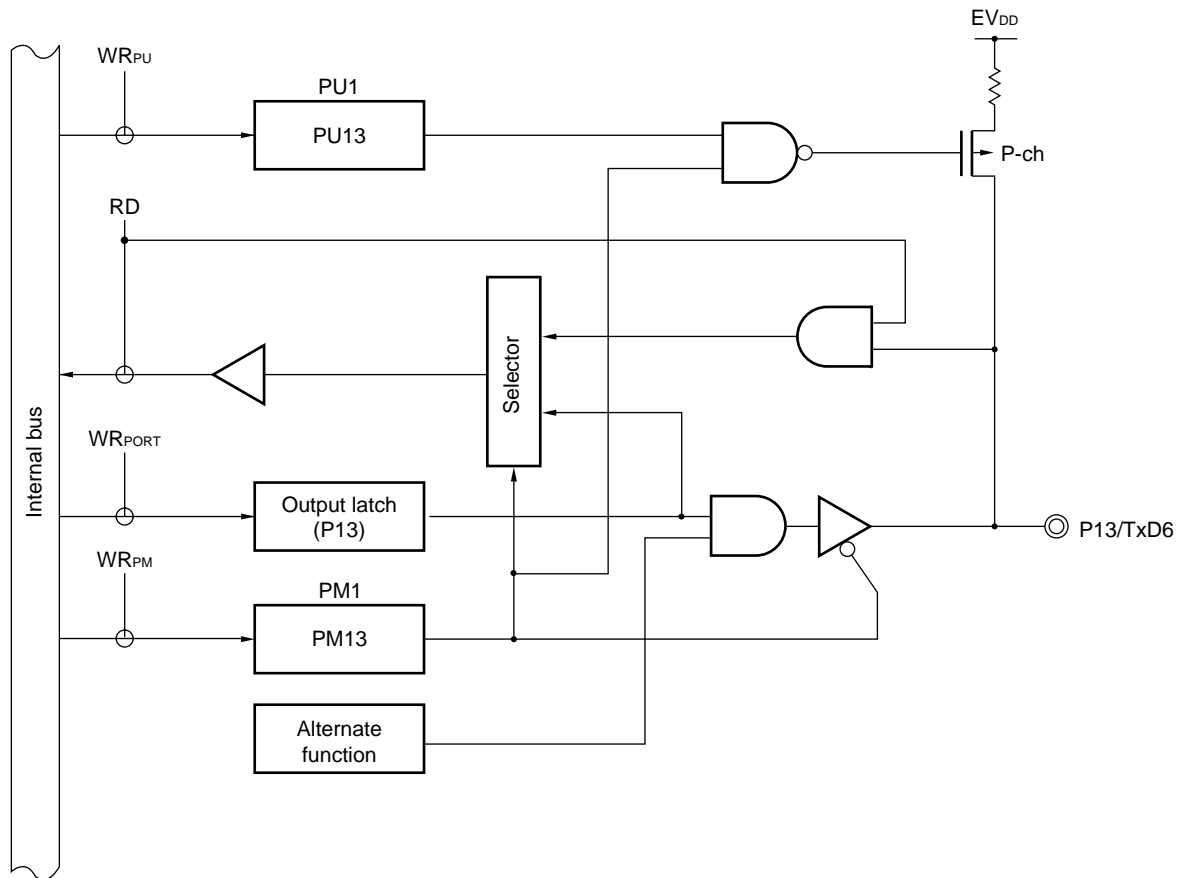 EVDD
WRPU
PU1
PU13
P-ch
RD
Selector
Internal bus
WRPORT
Output latch
(P13)
P13/TxD6
WRPM
PM1
PM13
Alternate
function